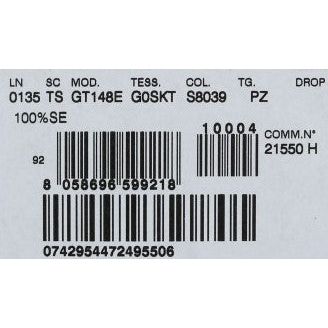 LN SC MOD. TESS. COL. TG. DROP
0135 TS GT148E G0SKT S8039 PZ
100%SE
10004
COMM.N°
92
21550 H
8 058696 599218
0742954472495506